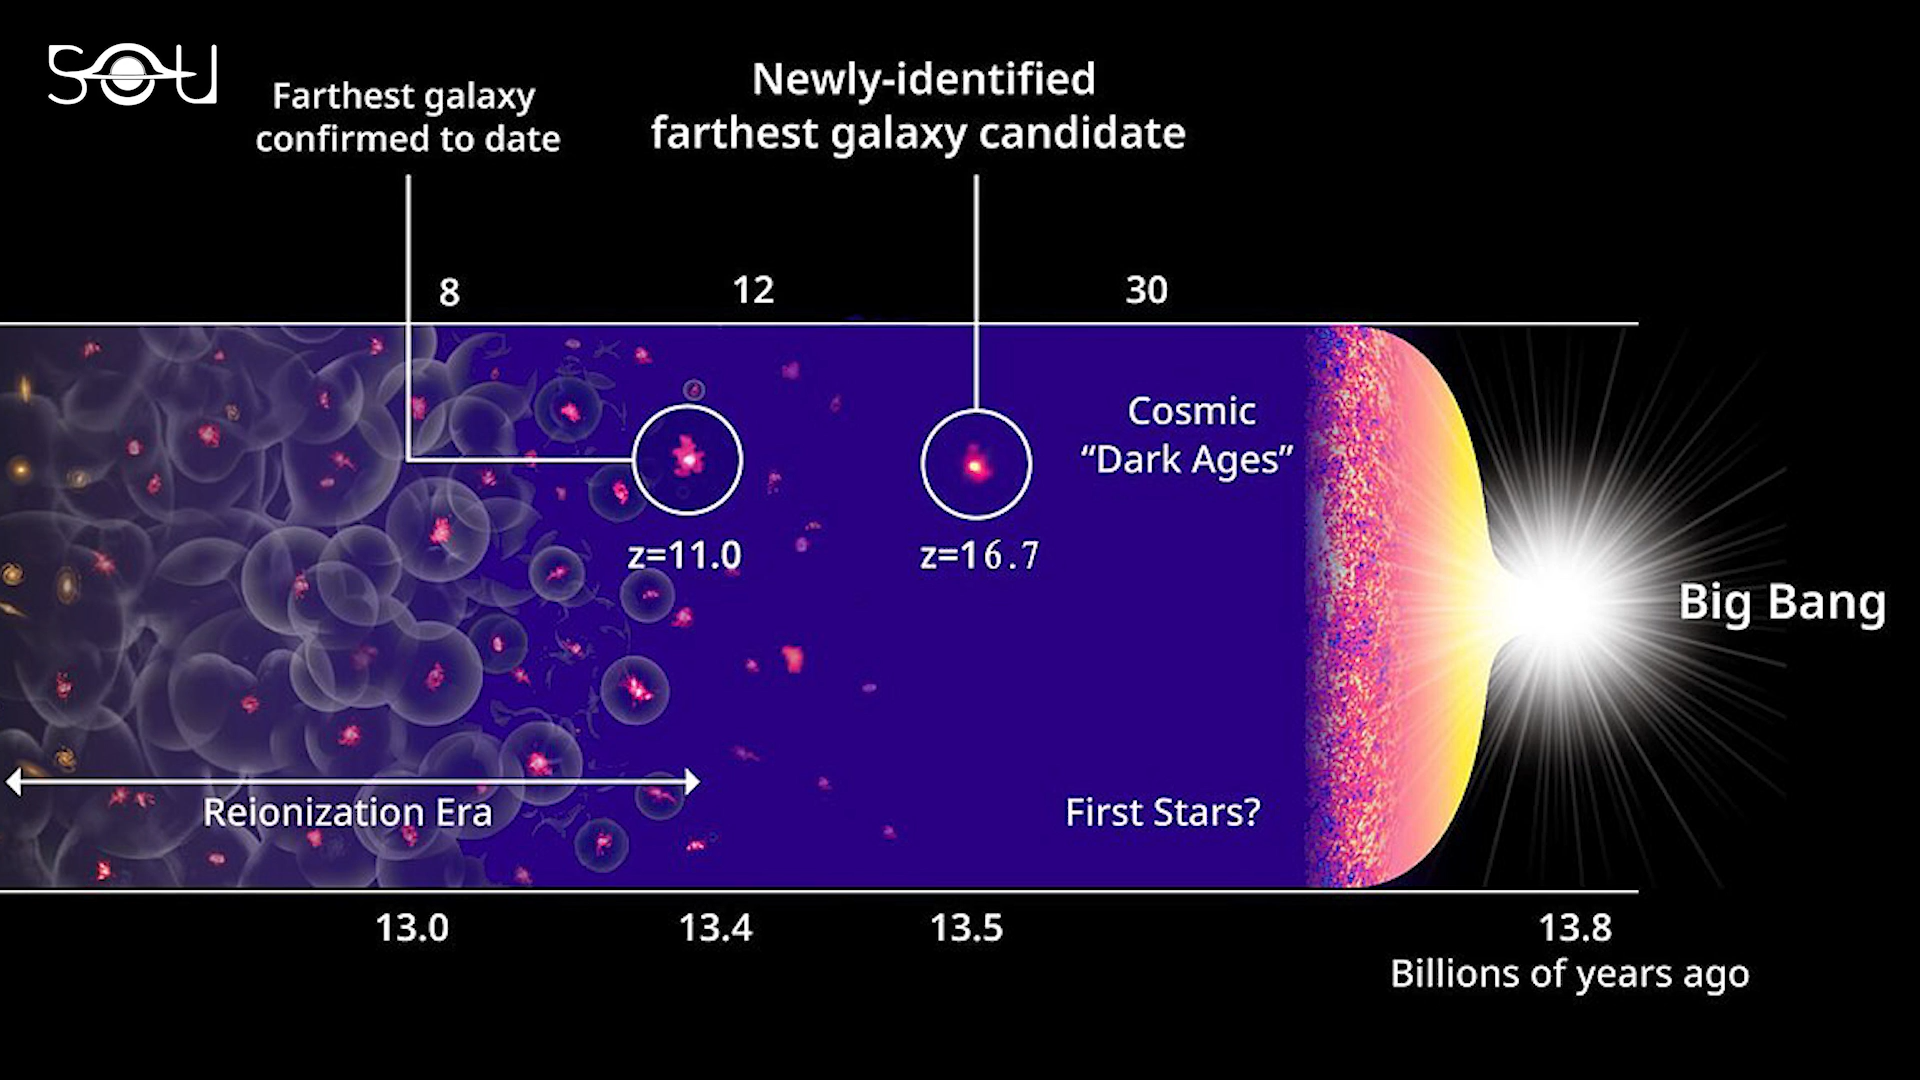 SOU
Farthest galaxy
confirmed to date
Newly-identified
farthest galaxy candidate
8
12
30
Cosmic
“Dark Ages”
z=11.0
z=16.7
Big Bang
Reionization Era
First Stars?
13.0
13.4
13.5
13.8
Billions of years ago